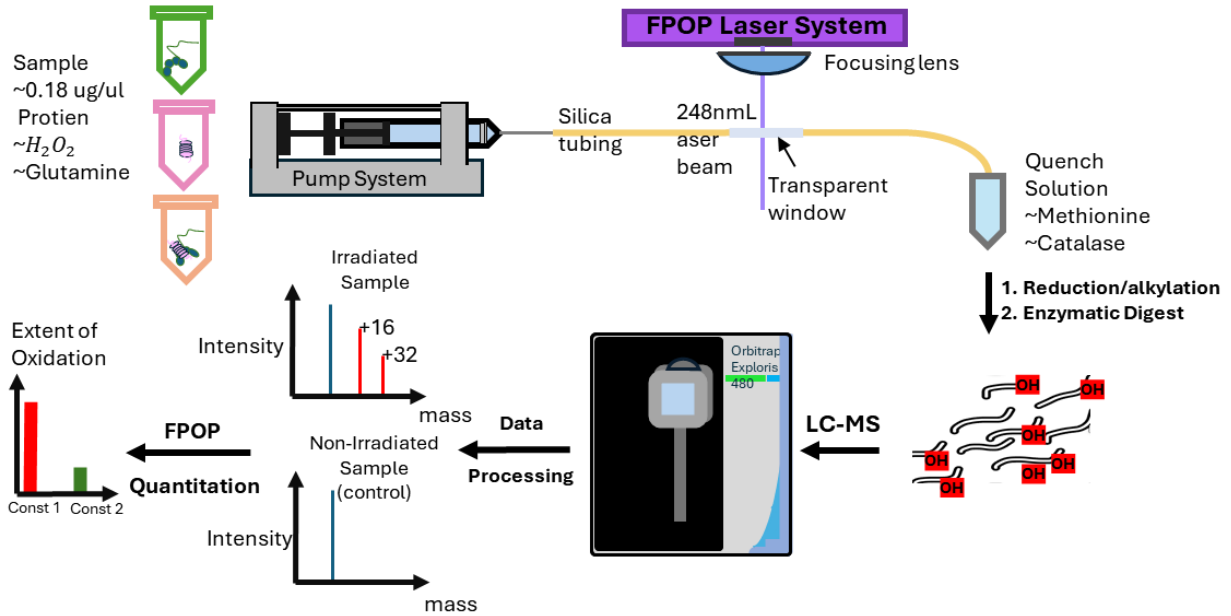 FPOP Laser System
Focusing lens
Sample
~0.18 ug/ul
Protien
~H₂O₂
~Glutamine
Pump System
Silica
tubing
248nmL
aser
beam
Transparent
window
Quench
Solution
~Methionine
~Catalase
1. Reduction/alkylation
2. Enzymatic Digest
OH
OH
OH
OH
OH
OH
LC-MS
Orbitrap
Exploris
480
Data
Processing
Irradiated
Sample
Intensity
+16
+32
mass
Non-Irradiated
Sample
(control)
Intensity
mass
FPOP
Quantitation
Extent of
Oxidation
Const 1
Const 2